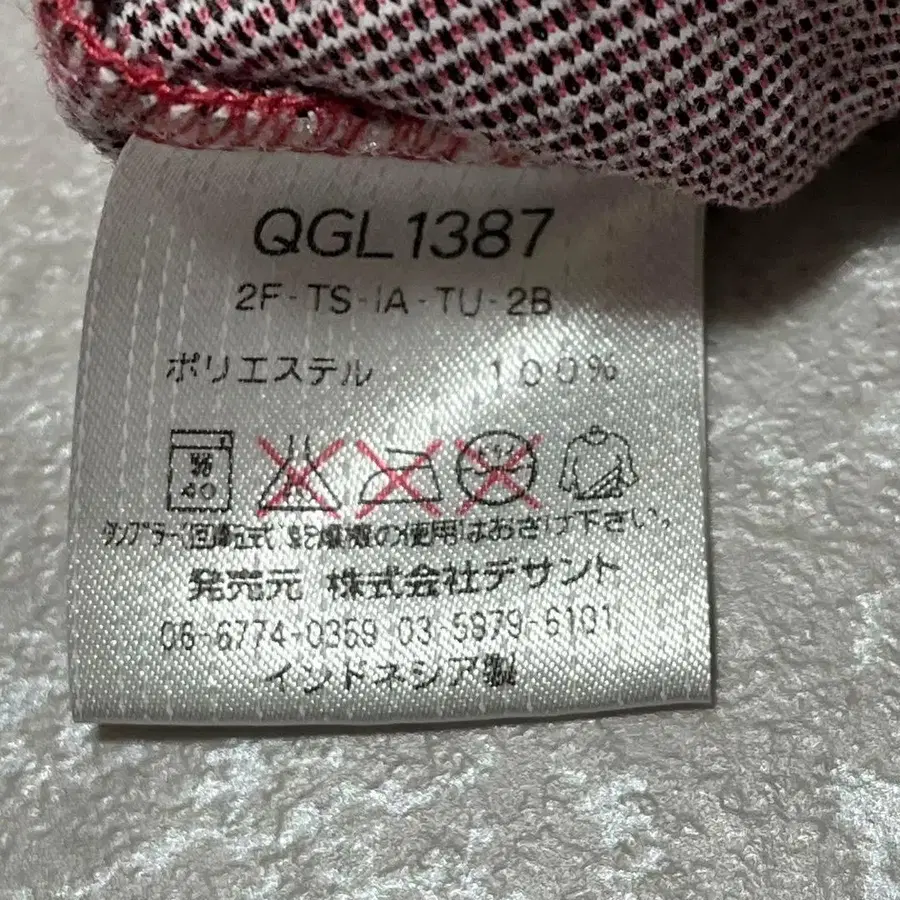 QGL1387
2F-TS-IA-TU-2B
ポリエステル 100%
40
タンブラー(回転式)乾燥機の使用はおさけ下さい。
発売元 株式会社デサント
06-6774-0369 03-5979-6101
インドネシア製